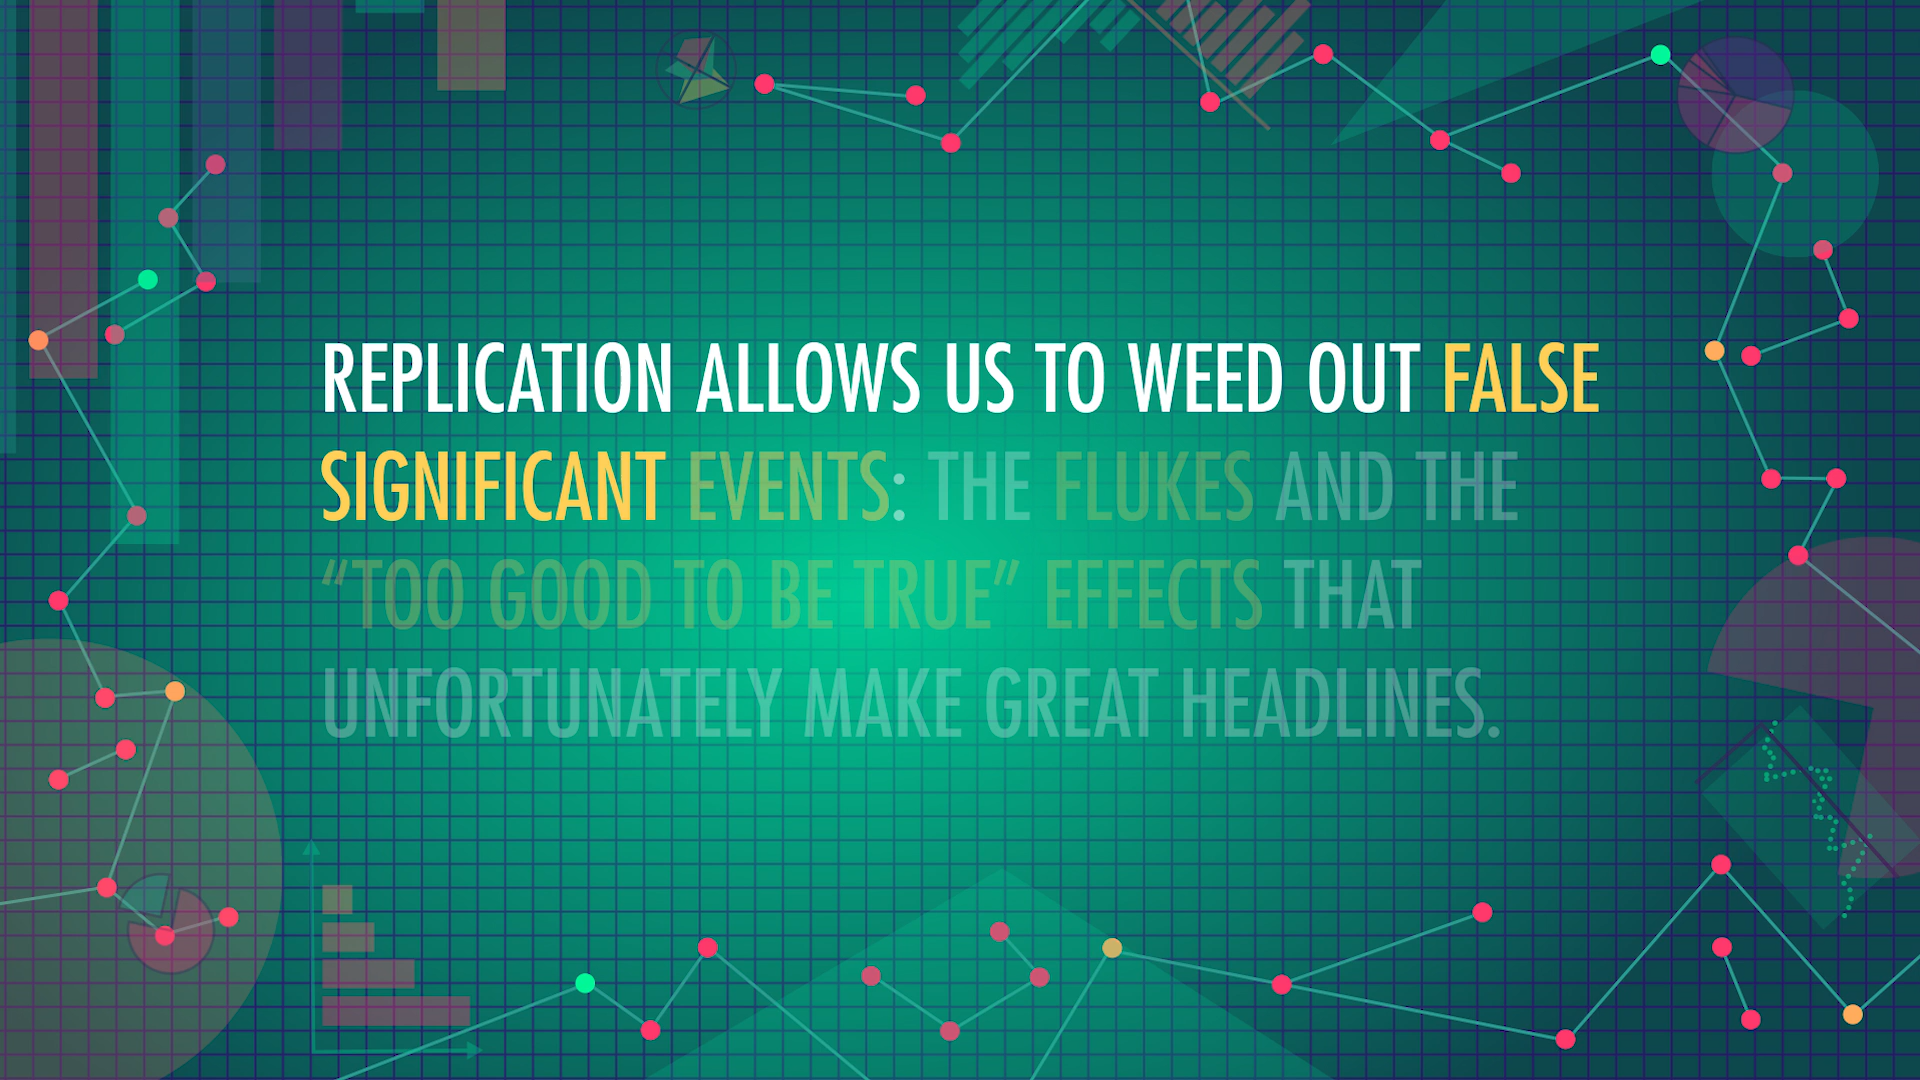 REPLICATION ALLOWS US TO WEED OUT FALSE
SIGNIFICANT EVENTS: THE FLUKES AND THE
“TOO GOOD TO BE TRUE” EFFECTS THAT
UNFORTUNATELY MAKE GREAT HEADLINES.